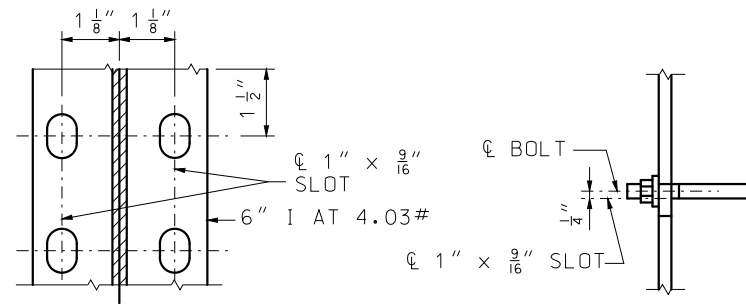 1 1/8" 1 1/8"
1 1/2"
℄ 1" x 9/16"
SLOT
6" I AT 4.03#
℄ BOLT
1/4"
℄ 1" x 9/16" SLOT